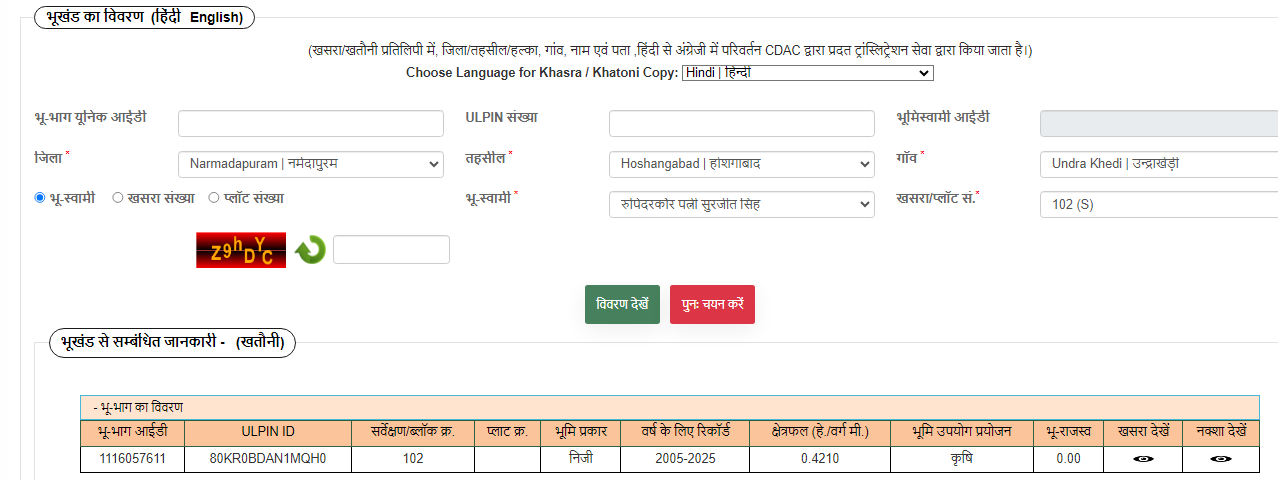 भूखंड का विवरण (हिंदी English)
(खसरा/खतौनी प्रतिलिपी में, जिला/तहसील/हल्का, गांव, नाम एवं पता ,हिंदी से अंग्रेजी में परिवर्तन CDAC द्वारा प्रदत ट्रांस्लिट्रेशन सेवा द्वारा किया जाता है।)
Choose Language for Khasra / Khatoni Copy: Hindi | हिन्दी
भू-भाग यूनिक आईडी ULPIN संख्या भूमिस्वामी आईडी
जिला * Narmadapuram | नर्मदापुरम तहसील * Hoshangabad | होशंगाबाद गाँव * Undra Khedi | उन्द्राखेड़ी
भू-स्वामी खसरा संख्या प्लॉट संख्या भू-स्वामी * रुपिंदरकौर पत्नी सुरजीत सिंह खसरा/प्लॉट सं.* 102 (S)
z9hDYC
विवरण देखें पुनः चयन करें
भूखंड से सम्बंधित जानकारी - (खतौनी)
- भू-भाग का विवरण
भू-भाग आईडी ULPIN ID सर्वेक्षण/ब्लॉक क्र. प्लाट क्र. भूमि प्रकार वर्ष के लिए रिकॉर्ड क्षेत्रफल (हे./वर्ग मी.) भूमि उपयोग प्रयोजन भू-राजस्व खसरा देखें नक्शा देखें
1116057611 80KR0BDAN1MQH0 102 निजी 2005-2025 0.4210 कृषि 0.00